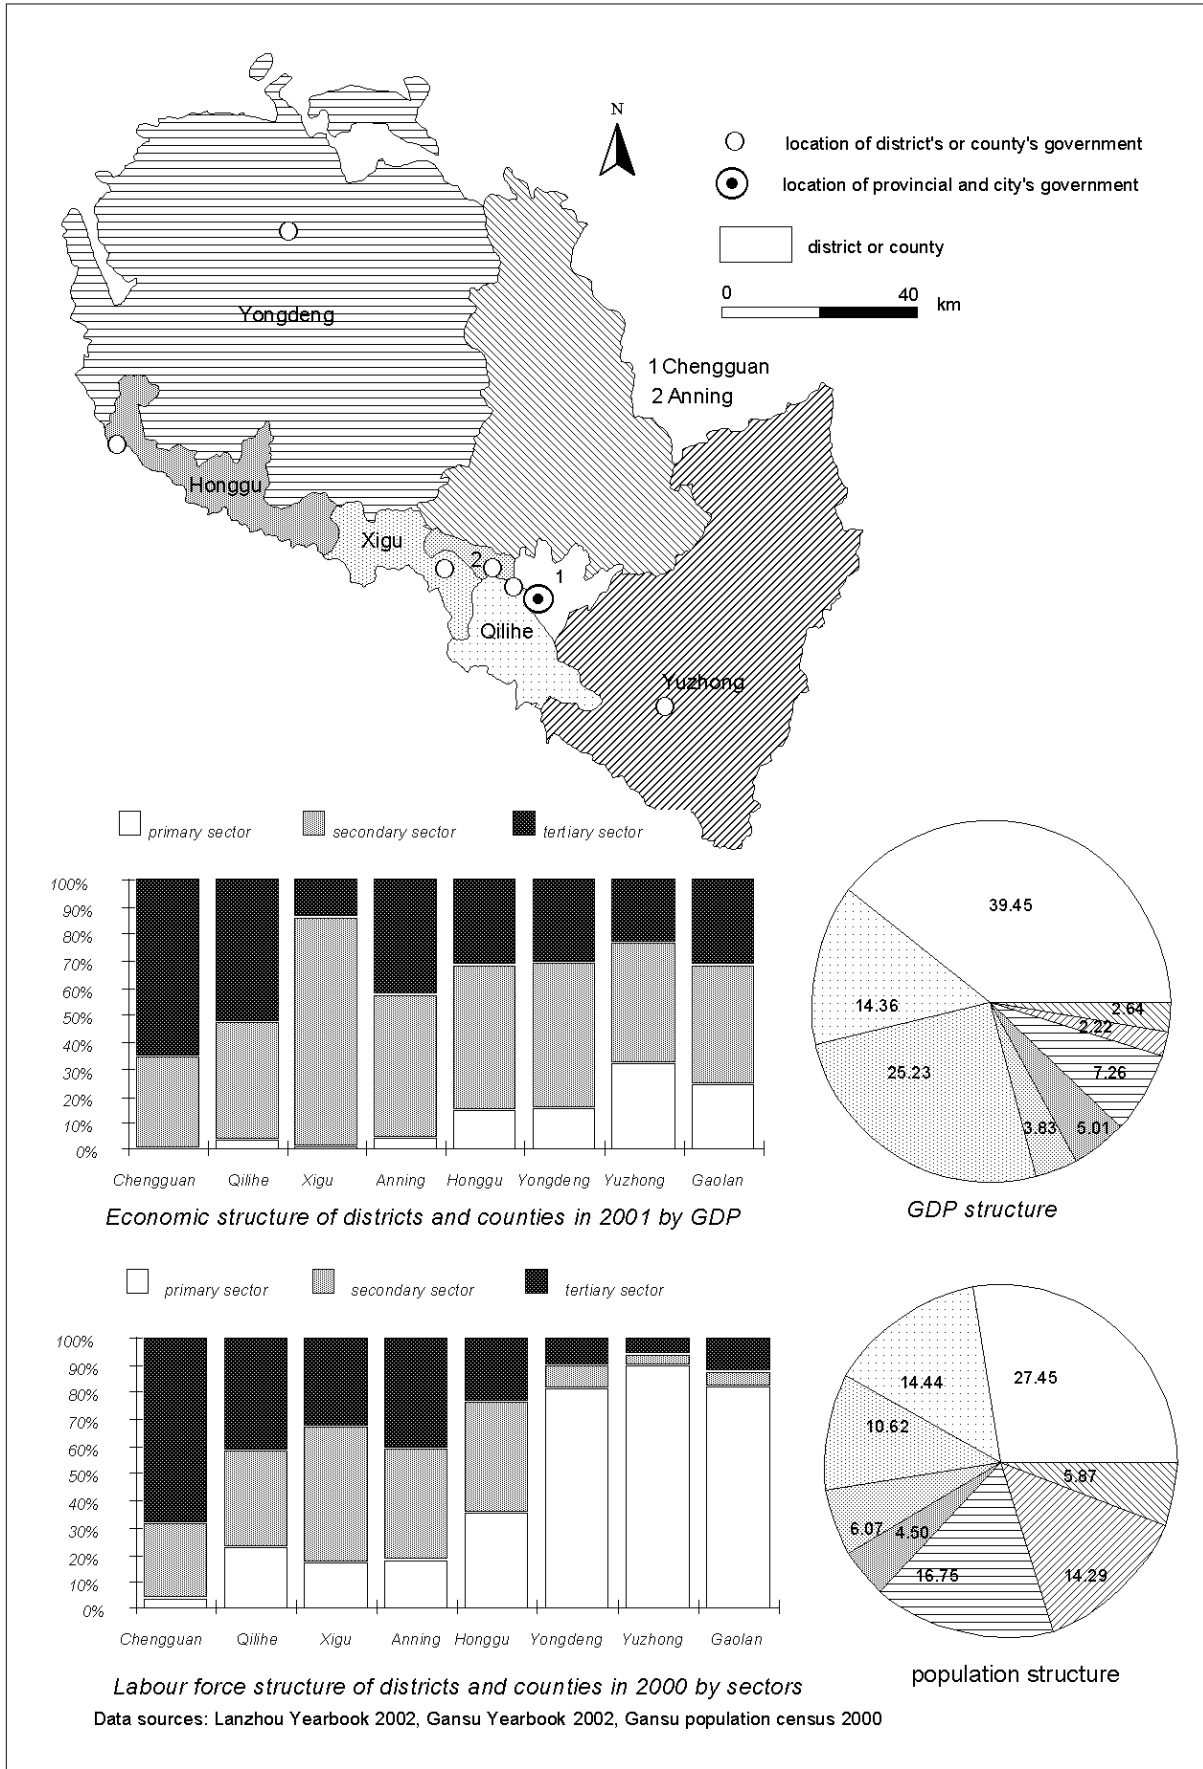 N
location of district's or county's government
location of provincial and city's government
district or county
0 40 km
Yongdeng
1 Chengguan
2 Anning
Honggu
Xigu
2
1
Qilihe
Yuzhong
primary sector secondary sector tertiary sector
100%
90%
80%
70%
60%
50%
40%
30%
20%
10%
0%
Chengguan Qilihe Xigu Anning Honggu Yongdeng Yuzhong Gaolan
Economic structure of districts and counties in 2001 by GDP
39.45
14.36
25.23
3.83
5.01
7.26
2.22
2.64
GDP structure
primary sector secondary sector tertiary sector
100%
90%
80%
70%
60%
50%
40%
30%
20%
10%
0%
Chengguan Qilihe Xigu Anning Honggu Yongdeng Yuzhong Gaolan
Labour force structure of districts and counties in 2000 by sectors
27.45
14.44
10.62
6.07
4.50
16.75
14.29
5.87
population structure
Data sources: Lanzhou Yearbook 2002, Gansu Yearbook 2002, Gansu population census 2000